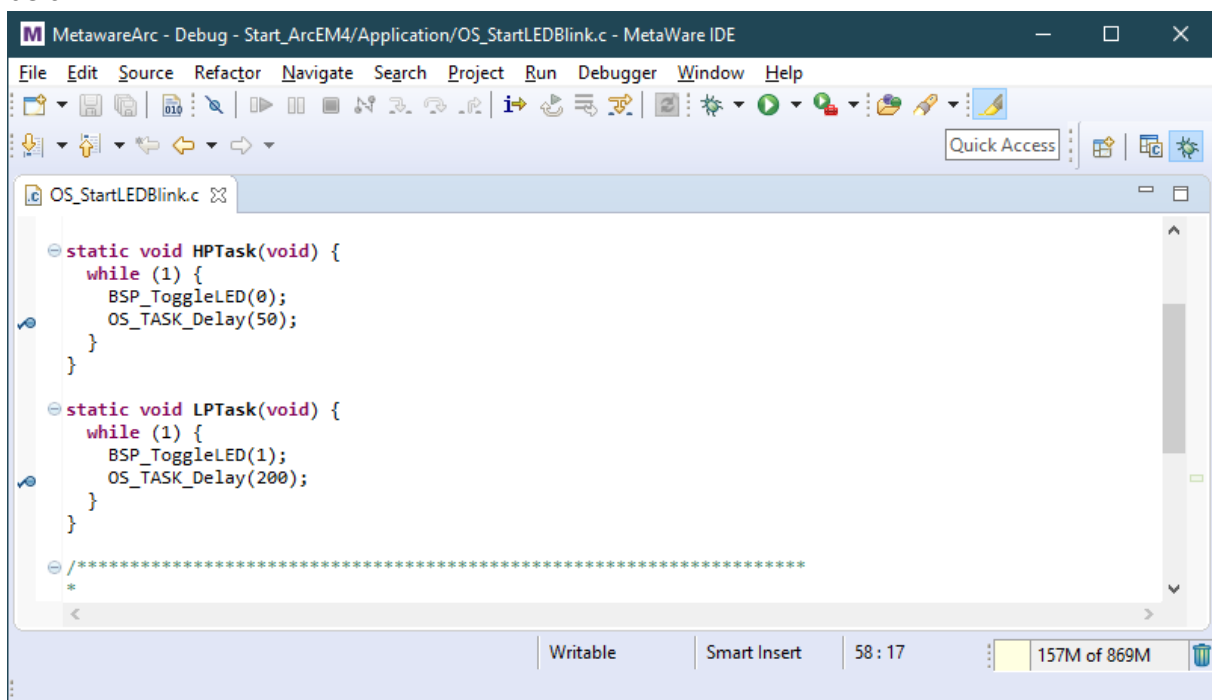 M MetawareArc - Debug - Start_ArcEM4/Application/OS_StartLEDBlink.c - MetaWare IDE
File Edit Source Refactor Navigate Search Project Run Debugger Window Help
010
Quick Access
.c OS_StartLEDBlink.c
static void HPTask(void) {
while (1) {
BSP_ToggleLED(0);
OS_TASK_Delay(50);
}
}
static void LPTask(void) {
while (1) {
BSP_ToggleLED(1);
OS_TASK_Delay(200);
}
}
/*********************************************************************
*
Writable Smart Insert 58 : 17 157M of 869M